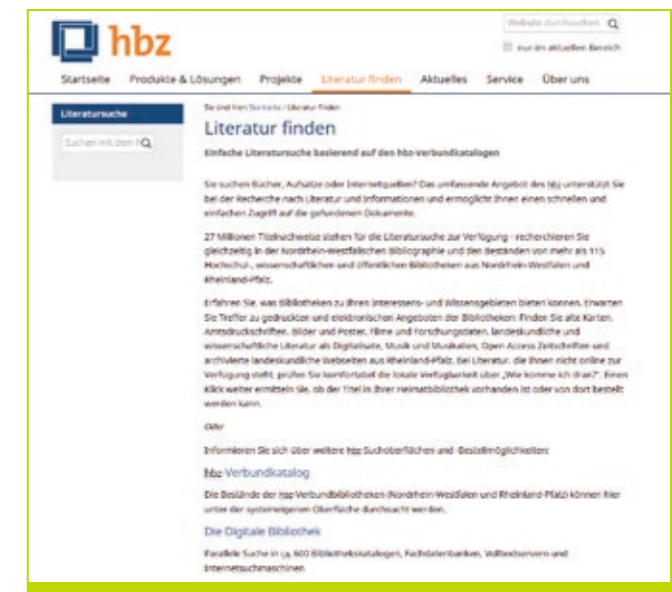 hbz
Website durchsuchen
nur im aktuellen Bereich
Startseite Produkte & Lösungen Projekte Literatur finden Aktuelles Service Über uns
Literatursuche
Suchen mit dem
Sie sind hier: Startseite / Literatur finden
Literatur finden
Einfache Literatursuche basierend auf den hbz-Verbundkatalogen
Sie suchen Bücher, Aufsätze oder Internetquellen? Das umfassende Angebot des hbz unterstützt Sie
bei der Recherche nach Literatur und Informationen und ermöglicht Ihnen einen schnellen und
einfachen Zugriff auf die gefundenen Dokumente.
27 Millionen Titelnachweise stehen für die Literatursuche zur Verfügung - recherchieren Sie
gleichzeitig in der Nordrhein-Westfälischen Bibliographie und den Beständen von mehr als 115
Hochschul-, wissenschaftlichen und öffentlichen Bibliotheken aus Nordrhein-Westfalen und
Rheinland-Pfalz.
Erfahren Sie, was Bibliotheken zu Ihren Interessens- und Wissensgebieten bieten können. Erwarten
Sie Treffer zu gedruckten und elektronischen Angeboten der Bibliotheken: Finden Sie alte Karten,
Amtsdruckschriften, Bilder und Poster, Filme und Forschungsdaten, landeskundliche und
wissenschaftliche Literatur als Digitalisate, Musik und Musikalien, Open Access Zeitschriften und
archivierte landeskundliche Webseiten aus Rheinland-Pfalz. Bei Literatur, die Ihnen nicht online zur
Verfügung steht, prüfen Sie komfortabel die lokale Verfügbarkeit über „Wie komme ich dran?". Einen
Klick weiter ermitteln Sie, ob der Titel in Ihrer Heimatbibliothek vorhanden ist oder von dort bestellt
werden kann.
Oder
Informieren Sie sich über weitere hbz Suchoberflächen und -Bestellmöglichkeiten:
hbz-Verbundkatalog
Die Bestände der hbz-Verbundbibliotheken (Nordrhein-Westfalen und Rheinland-Pfalz) können hier
unter der systemeigenen Oberfläche durchsucht werden.
Die Digitale Bibliothek
Parallele Suche in ca. 600 Bibliothekskatalogen, Fachdatenbanken, Volltextservern und
Internetsuchmaschinen